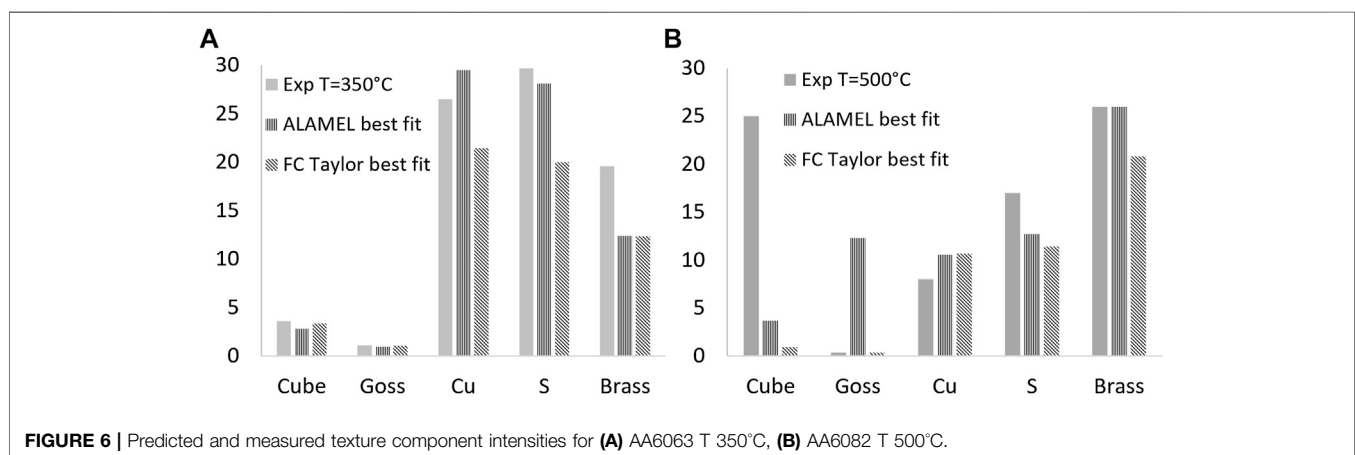 A
30
25
20
15
10
5
0
Exp T=350°C
ALAMEL best fit
FC Taylor best fit
Cube Goss Cu S Brass
B
30
25
20
15
10
5
0
Exp T=500°C
ALAMEL best fit
FC Taylor best fit
Cube Goss Cu S Brass
FIGURE 6 | Predicted and measured texture component intensities for (A) AA6063 T 350°C, (B) AA6082 T 500°C.